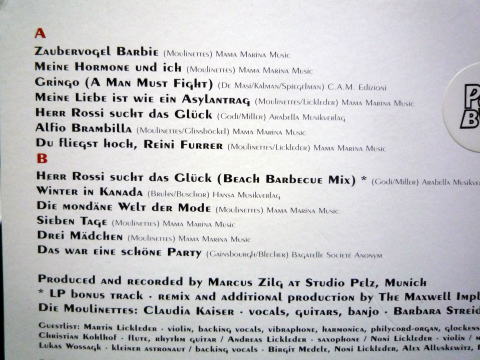 A
Zaubervogel Barbie (Moulinettes) Mama Marina Music
Meine Hormone und ich (Moulinettes) Mama Marina Music
Gringo (A Man Must Fight) (De Masi/Kalman/Spiegelman) C.A.M. Edizioni
Meine Liebe ist wie ein Asylantrag (Moulinettes/Lickleder) Mama Marina Music
Herr Rossi sucht das Glück (Godi/Miller) Arabella Musikverlag
Alfio Brambilla (Moulinettes/Glinsböckel) Mama Marina Music
Du fliegst hoch, Reini Furrer (Moulinettes/Lickleder) Mama Marina Music
B
Herr Rossi sucht das Glück (Beach Barbecue Mix) * (Godi/Miller) Arabella
Winter in Kanada (Bruhn/Buschor) Hansa Musikverlag
Die mondäne Welt der Mode (Moulinettes) Mama Marina Music
Sieben Tage (Moulinettes) Mama Marina Music
Drei Mädchen (Moulinettes) Mama Marina Music
Das war eine schöne Party (Gainsbourgh/Blecher) Bagatelle Societé Anonym
Produced and recorded by Marcus Zilg at Studio Pelz, Munich
* LP bonus track · remix and additional production by The Maxwell
Die Moulinettes: Claudia Kaiser · vocals, guitars, banjo · Barbara
Guestlist: Martin Lickleder · violin, backing vocals, vibraphone, harmonica, philycord-organ,
Christian Kohlhof · flute, rhythm guitar / Andreas Lickleder · saxophone / Noni Lickleder · violin /
Lukas Wossagk · kleiner astronaut / backing vocals · Birgit Medele, Noni Lickleder, Alex